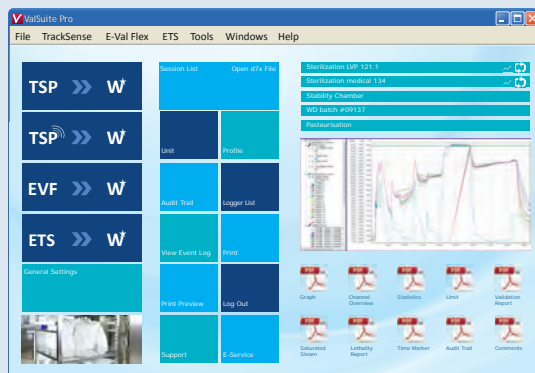 ValSuite Pro
File TrackSense E-Val Flex ETS Tools Windows Help
TSP W
TSP W
EVF W
ETS W
General Settings
Session List Open d7x File
Unit Profile
Audit Trail Logger List
View Event Log Print
Print Preview Log Out
Support E-Service
Sterilization LVP 121.1
Sterilization medical 134
Stability Chamber
WD batch #09137
Pasteurisation
PDF PDF PDF PDF PDF
Graph Channel Overview Statistics Limit Validation Report
PDF PDF PDF PDF PDF
Saturated Steam Lethality Report Time Marker Audit Trail Comments